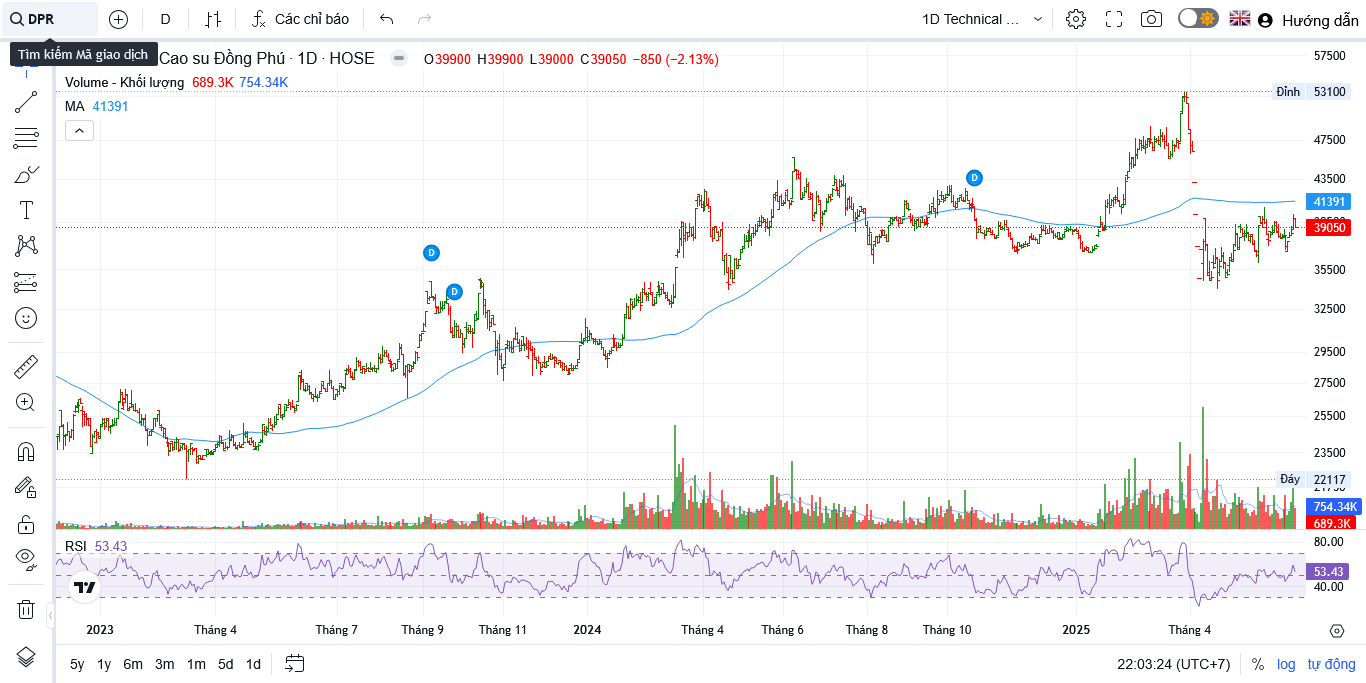 DPR
D
Các chỉ báo
1D Technical ...
Hướng dẫn
Tìm kiếm Mã giao dịch
Cao su Đồng Phú · 1D · HOSE
O39900 H39900 L39000 C39050 −850 (−2.13%)
Volume - Khối lượng 689.3K 754.34K
MA 41391
57500
Đỉnh 53100
47500
43500
41391
39050
35500
32500
29500
27500
25500
23500
Đáy 22117
754.34K
689.3K
D
D
D
RSI 53.43
80.00
53.43
40.00
2023 Tháng 4 Tháng 7 Tháng 9 Tháng 11 2024 Tháng 4 Tháng 6 Tháng 8 Tháng 10 2025 Tháng 4
5y 1y 6m 3m 1m 5d 1d
22:03:24 (UTC+7) % log tự động